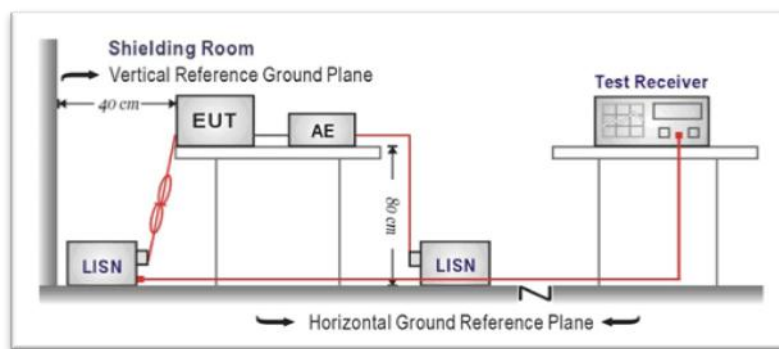 Shielding Room
Vertical Reference Ground Plane
40 cm
Test Receiver
EUT
AE
80 cm
LISN
LISN
Horizontal Ground Reference Plane